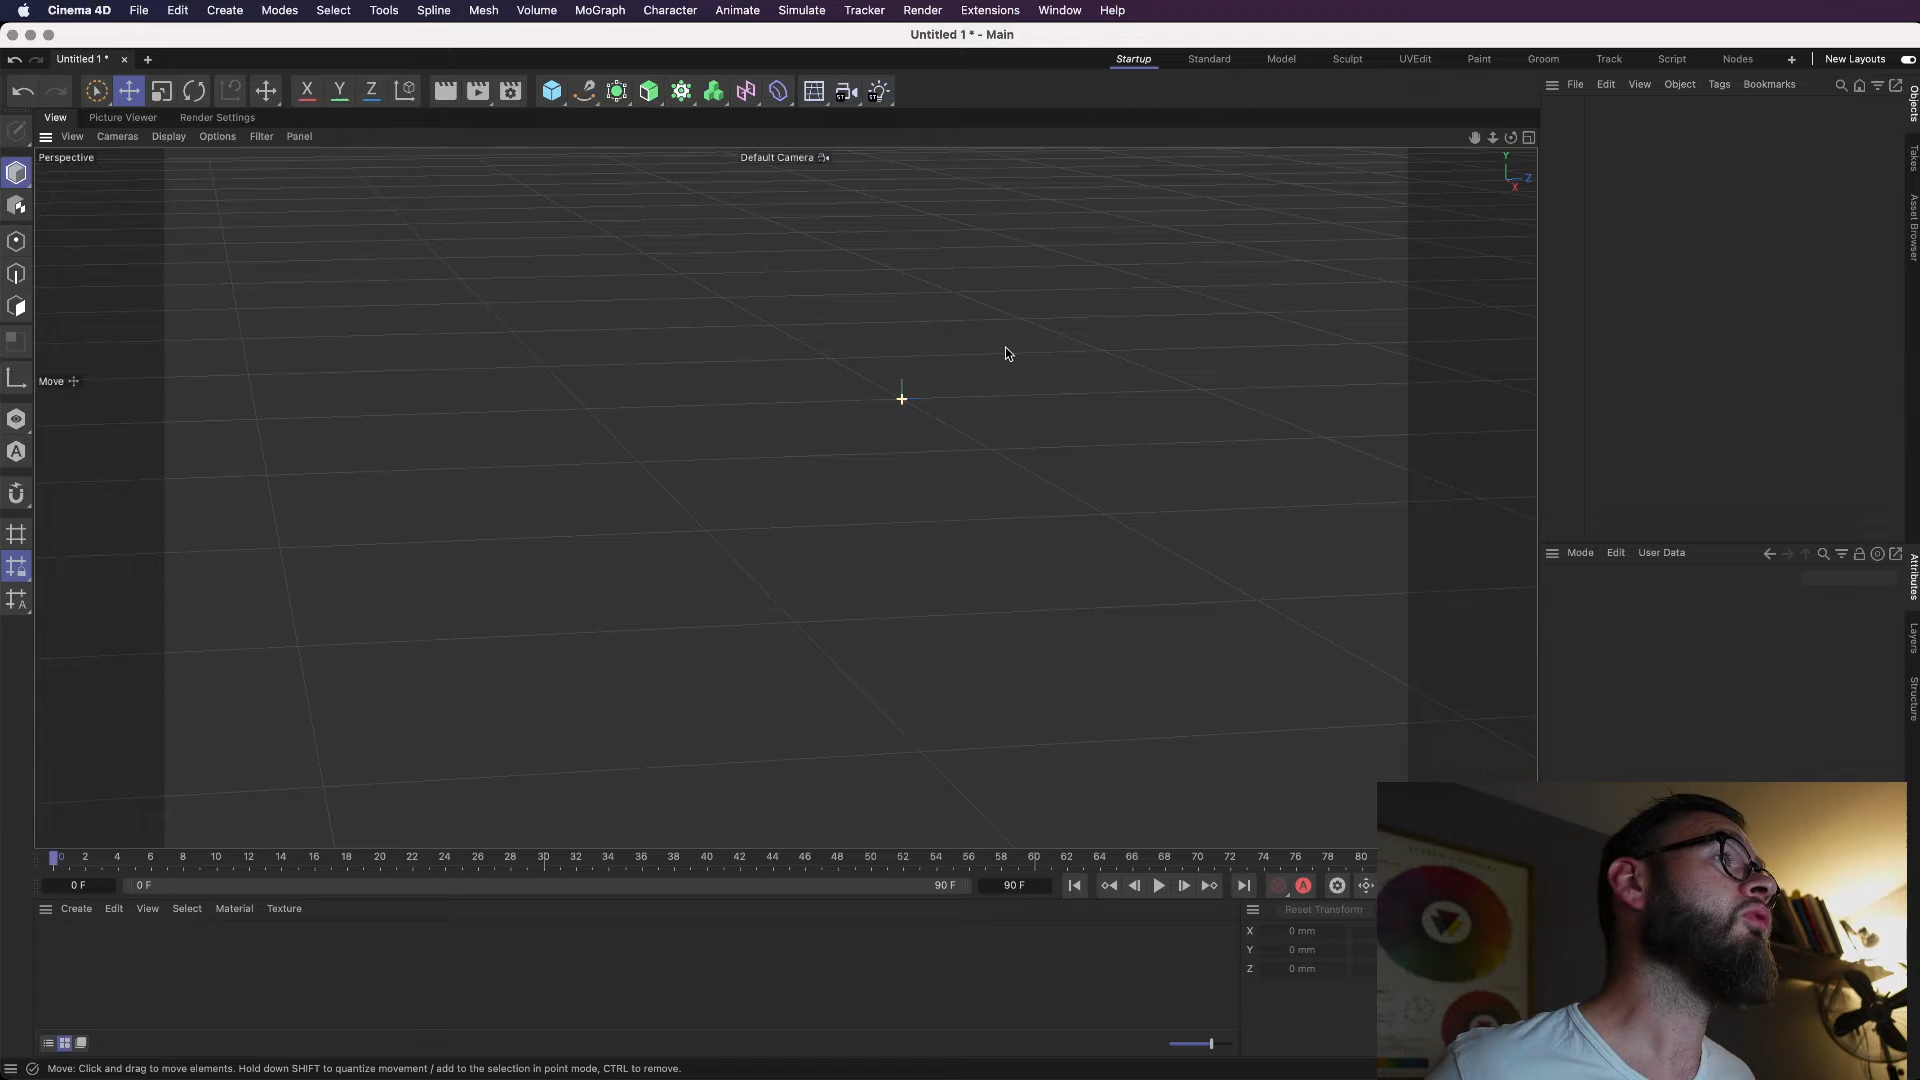 Cinema 4D File Edit Create Modes Select Tools Spline Mesh Volume MoGraph Character Animate Simulate Tracker Render Extensions Window Help
Untitled 1 * - Main
Untitled 1 * × + Startup Standard Model Sculpt UVEdit Paint Groom Track Script Nodes + New Layouts
X Y Z File Edit View Object Tags Bookmarks
View Picture Viewer Render Settings
View Cameras Display Options Filter Panel
Perspective Default Camera
Y
Z
X
Objects
Takes
Asset Browser
Move
Mode Edit User Data
Attributes
Layers
Structure
0 2 4 6 8 10 12 14 16 18 20 22 24 26 28 30 32 34 36 38 40 42 44 46 48 50 52 54 56 58 60 62 64 66 68 70 72 74 76 78 80
0 F 0 F 90 F 90 F
Create Edit View Select Material Texture Reset Transform
X 0 mm
Y 0 mm
Z 0 mm
Move: Click and drag to move elements. Hold down SHIFT to quantize movement / add to the selection in point mode, CTRL to remove.